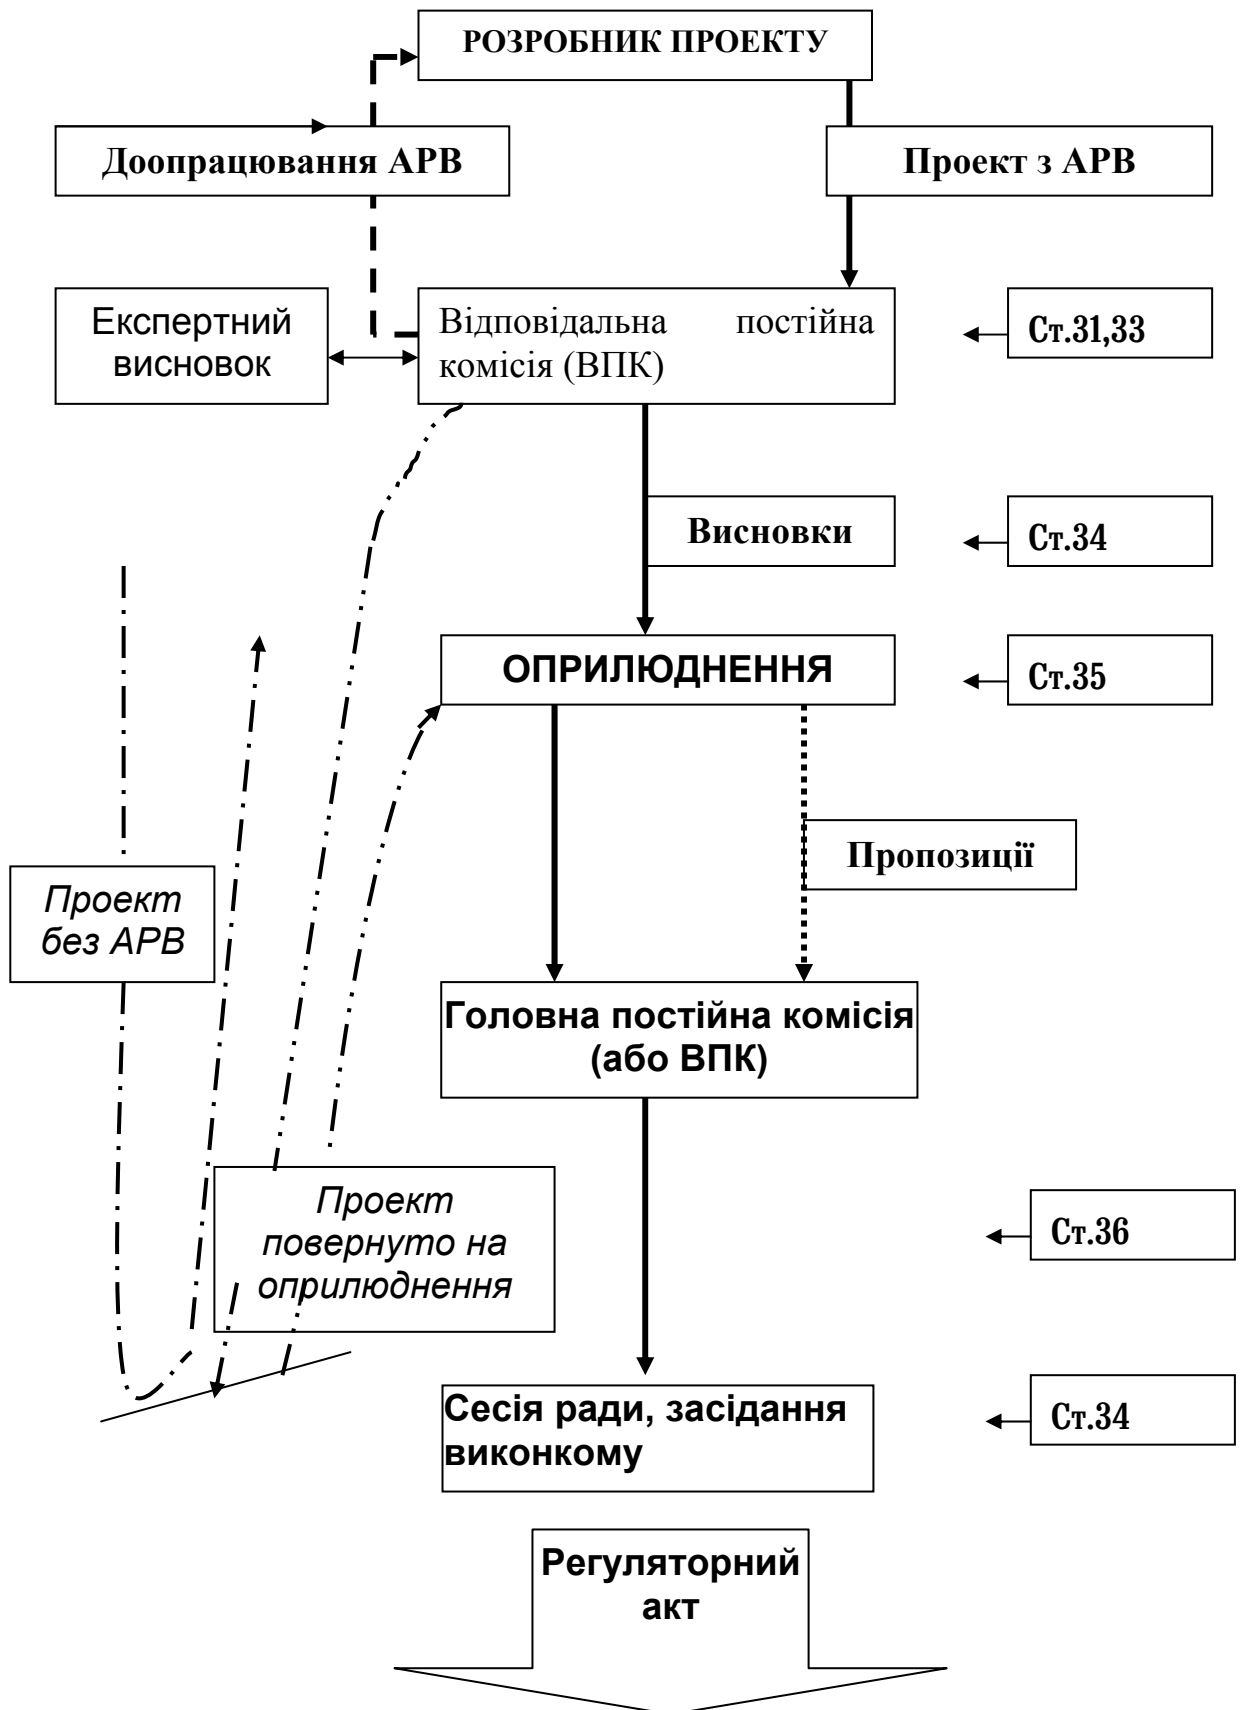 РОЗРОБНИК ПРОЕКТУ
Доопрацювання АРВ
Проект з АРВ
Експертний
висновок
Відповідальна постійна
комісія (ВПК)
Ст.31,33
Висновки
Ст.34
ОПРИЛЮДНЕННЯ
Ст.35
Пропозиції
Проект
без АРВ
Головна постійна комісія
(або ВПК)
Проект
повернуто на
оприлюднення
Ст.36
Сесія ради, засідання
виконкому
Ст.34
Регуляторний
акт